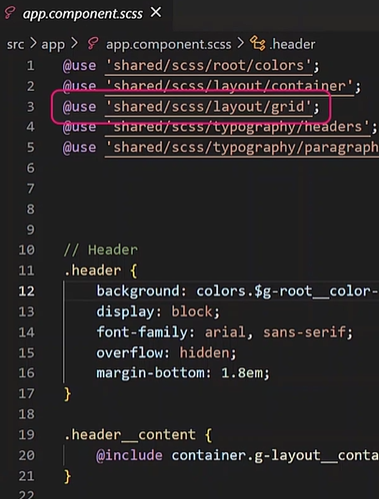 app.component.scss ×
src > app > app.component.scss > .header
1 @use 'shared/scss/root/colors';
2 @use 'shared/scss/layout/container';
3 @use 'shared/scss/layout/grid';
4 @use 'shared/scss/typography/headers';
5 @use 'shared/scss/typography/paragraph
6
7
8
9
10 // Header
11 .header {
12 background: colors.$g-root__color-
13 display: block;
14 font-family: arial, sans-serif;
15 overflow: hidden;
16 margin-bottom: 1.8em;
17 }
18
19 .header__content {
20 @include container.g-layout__conta
21 }
22